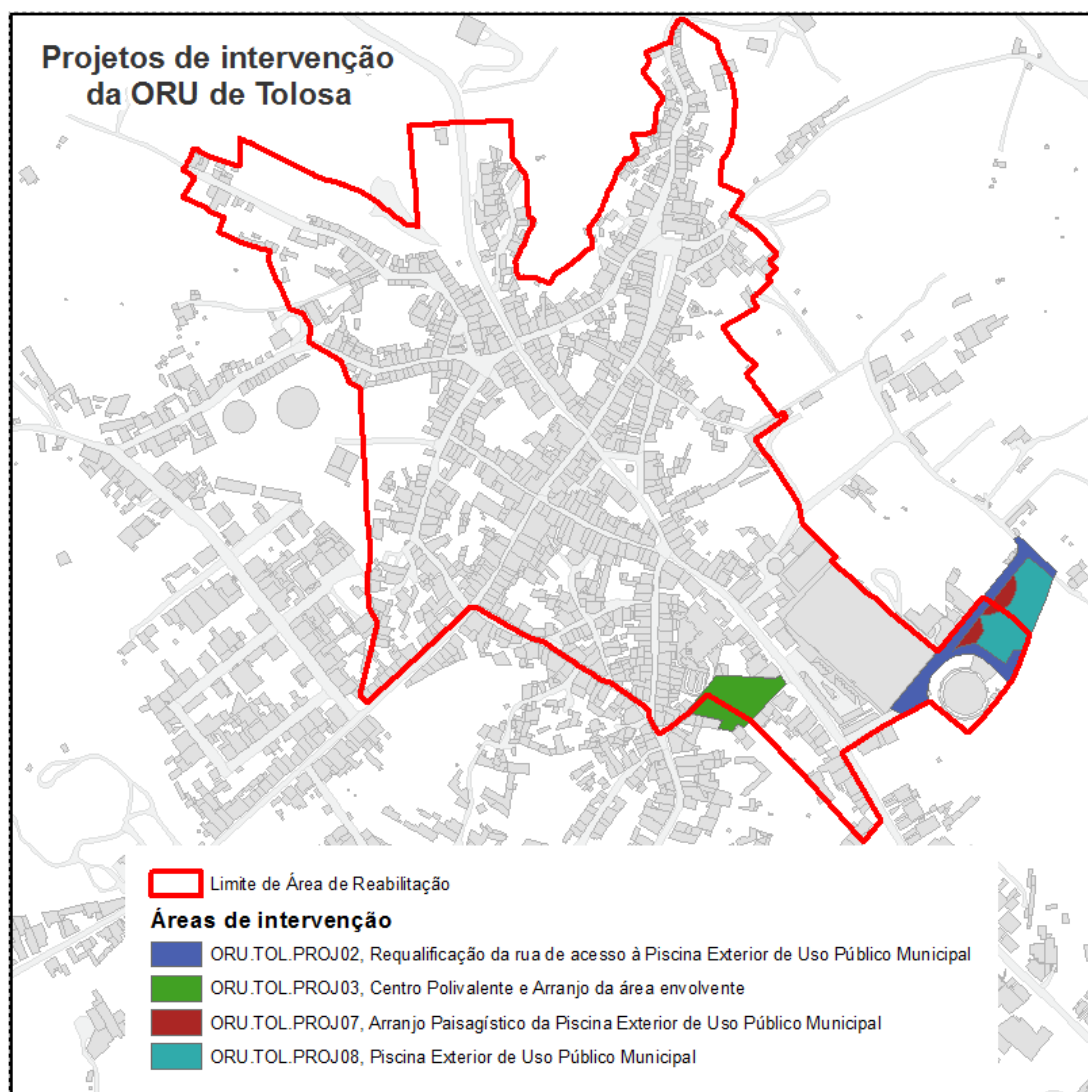 Projetos de intervenção
da ORU de Tolosa
Limite de Área de Reabilitação
Áreas de intervenção
ORU.TOL.PROJ02, Requalificação da rua de acesso à Piscina Exterior de Uso Público Municipal
ORU.TOL.PROJ03, Centro Polivalente e Arranjo da área envolvente
ORU.TOL.PROJ07, Arranjo Paisagístico da Piscina Exterior de Uso Público Municipal
ORU.TOL.PROJ08, Piscina Exterior de Uso Público Municipal